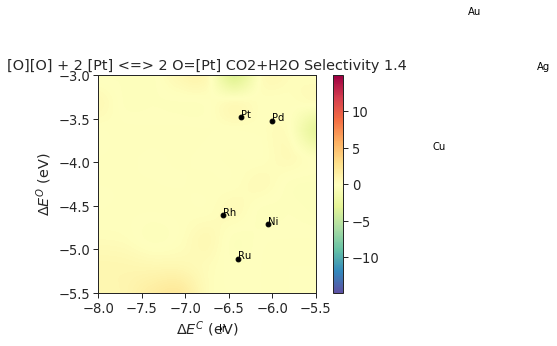 Au
Ag
[O][O] + 2 [Pt] <=> 2 O=[Pt] CO2+H2O Selectivity 1.4
Cu
−3.0
−3.5
−4.0
−4.5
−5.0
−5.5
ΔE^O (eV)
Pt
Pd
Rh
Ni
Ru
10
5
0
−5
−10
−8.0 −7.5 −7.0 −6.5 −6.0 −5.5
ΔE^C (eV)
Ir